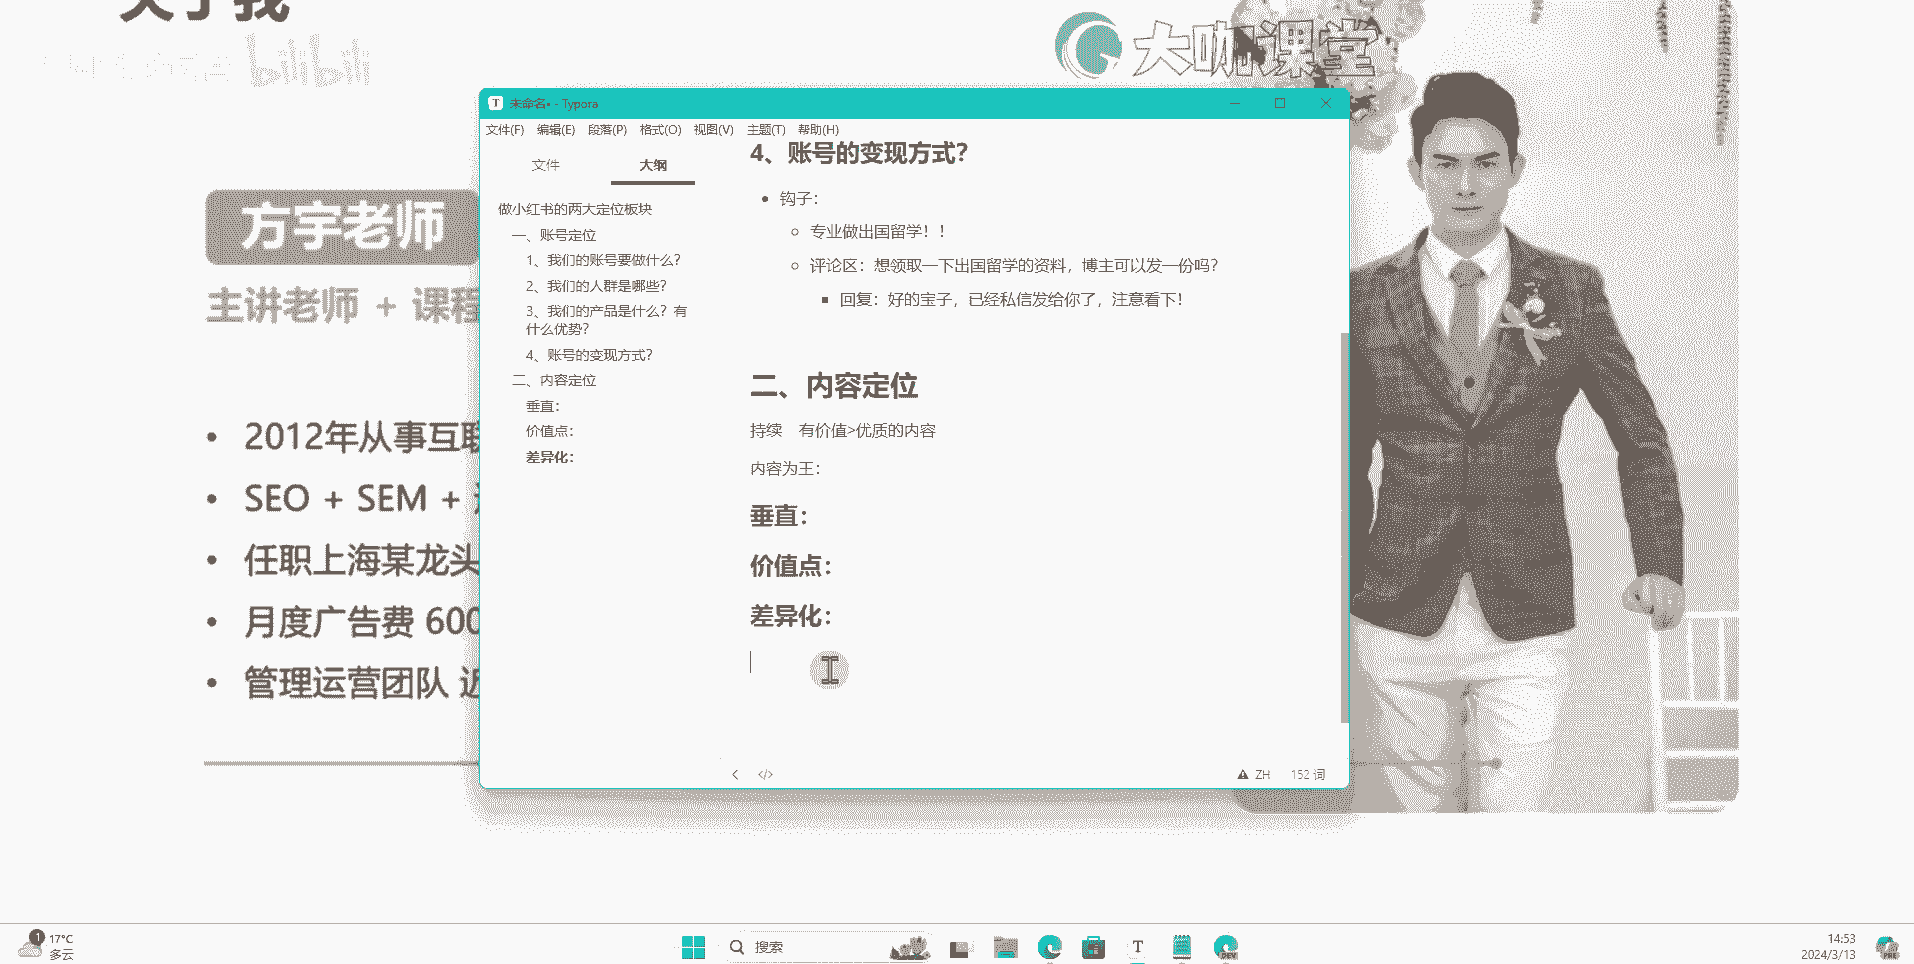 关于我
bilibili
大咖课堂
未命名• - Typora
文件(F) 编辑(E) 段落(P) 格式(O) 视图(V) 主题(T) 帮助(H)
文件 大纲
做小红书的两大定位板块
一、账号定位
1、我们的账号要做什么？
2、我们的人群是哪些？
3、我们的产品是什么？有
什么优势？
4、账号的变现方式？
二、内容定位
垂直：
价值点：
差异化：
4、账号的变现方式？
钩子：
专业做出国留学！！
评论区：想领取一下出国留学的资料，博主可以发一份吗？
回复：好的宝子，已经私信发给你了，注意看下！
二、内容定位
持续 有价值>优质的内容
内容为王：
垂直：
价值点：
差异化：
ZH 152 词
方宇老师
主讲老师 + 课程
• 2012年从事互联
• SEO + SEM +
• 任职上海某龙头
• 月度广告费 600
• 管理运营团队 近
1
17°C
多云
搜索
T
DEV
14:53
2024/3/13
PRE